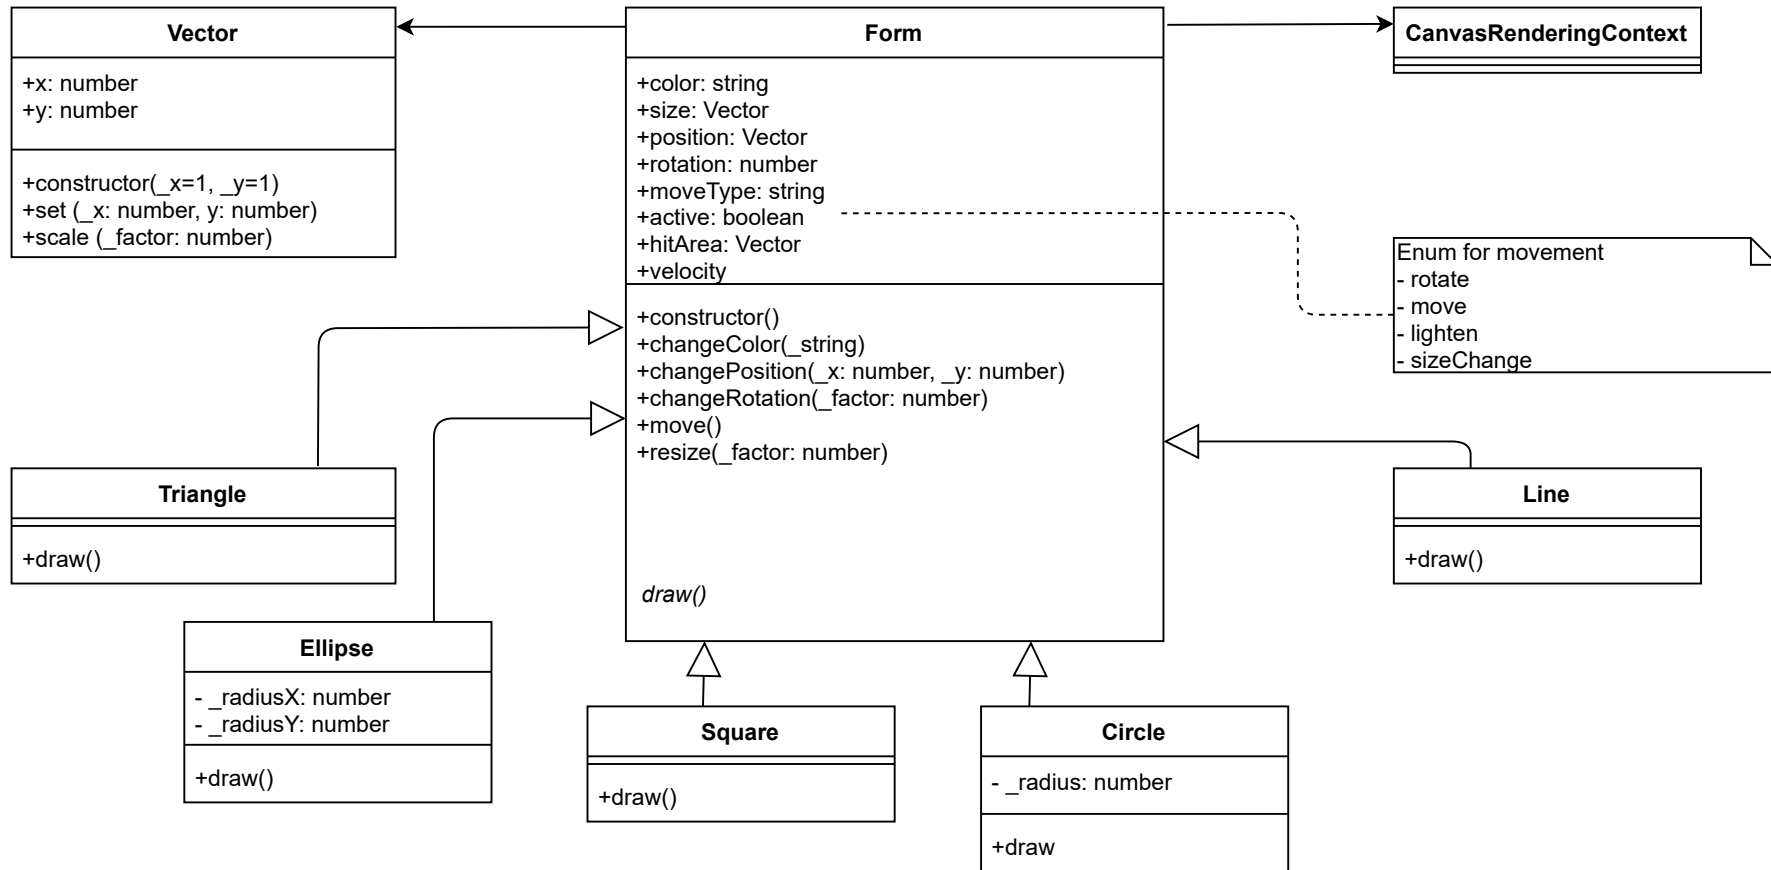 Vector
+x: number
+y: number
+constructor(_x=1, _y=1)
+set (_x: number, y: number)
+scale (_factor: number)
Form
+color: string
+size: Vector
+position: Vector
+rotation: number
+moveType: string
+active: boolean
+hitArea: Vector
+velocity
+constructor()
+changeColor(_string)
+changePosition(_x: number, _y: number)
+changeRotation(_factor: number)
+move()
+resize(_factor: number)
draw()
CanvasRenderingContext
Enum for movement
- rotate
- move
- lighten
- sizeChange
Triangle
+draw()
Line
+draw()
Ellipse
- _radiusX: number
- _radiusY: number
+draw()
Square
+draw()
Circle
- _radius: number
+draw